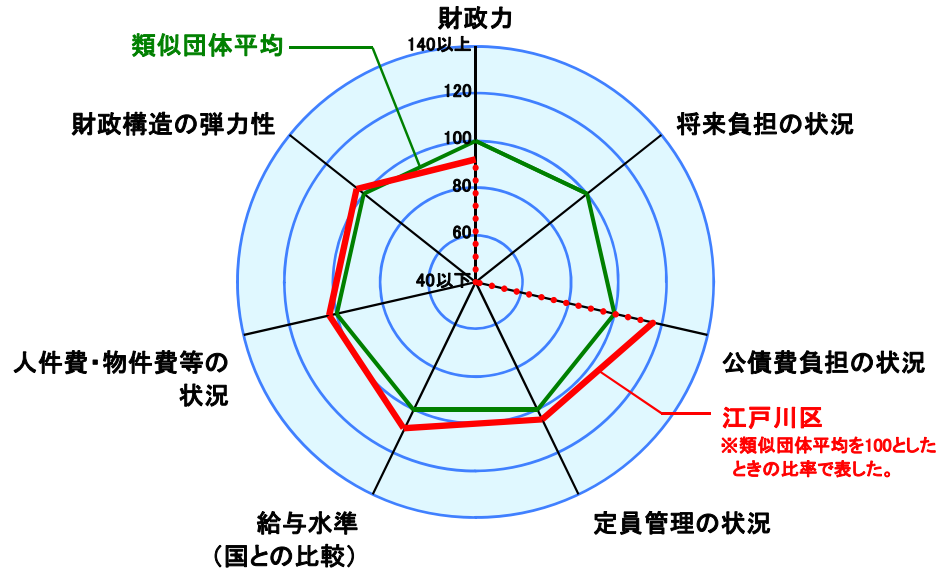 財政力
類似団体平均
140以上
120
100
80
60
40以下
財政構造の弾力性
将来負担の状況
人件費・物件費等の
状況
公債費負担の状況
江戸川区
※類似団体平均を100とした
ときの比率で表した。
給与水準
（国との比較）
定員管理の状況